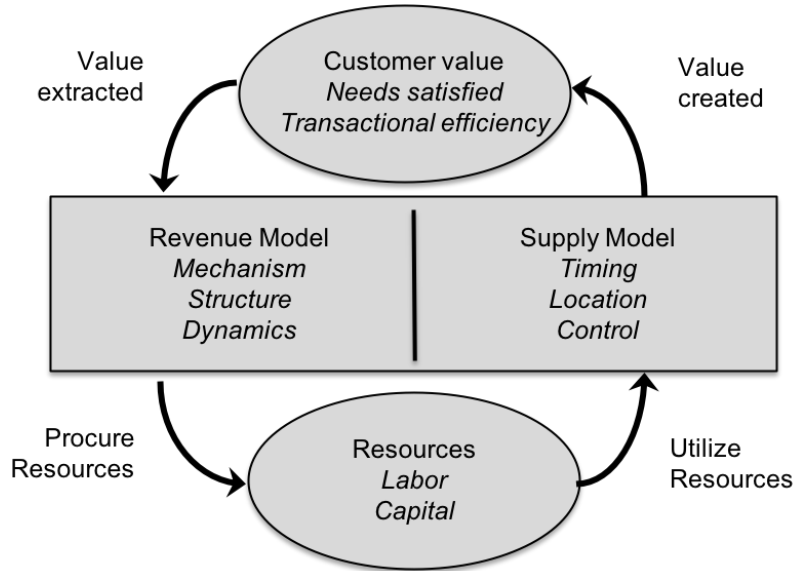 Value
extracted
Customer value
Needs satisfied
Transactional efficiency
Value
created
Revenue Model
Mechanism
Structure
Dynamics
Supply Model
Timing
Location
Control
Procure
Resources
Resources
Labor
Capital
Utilize
Resources